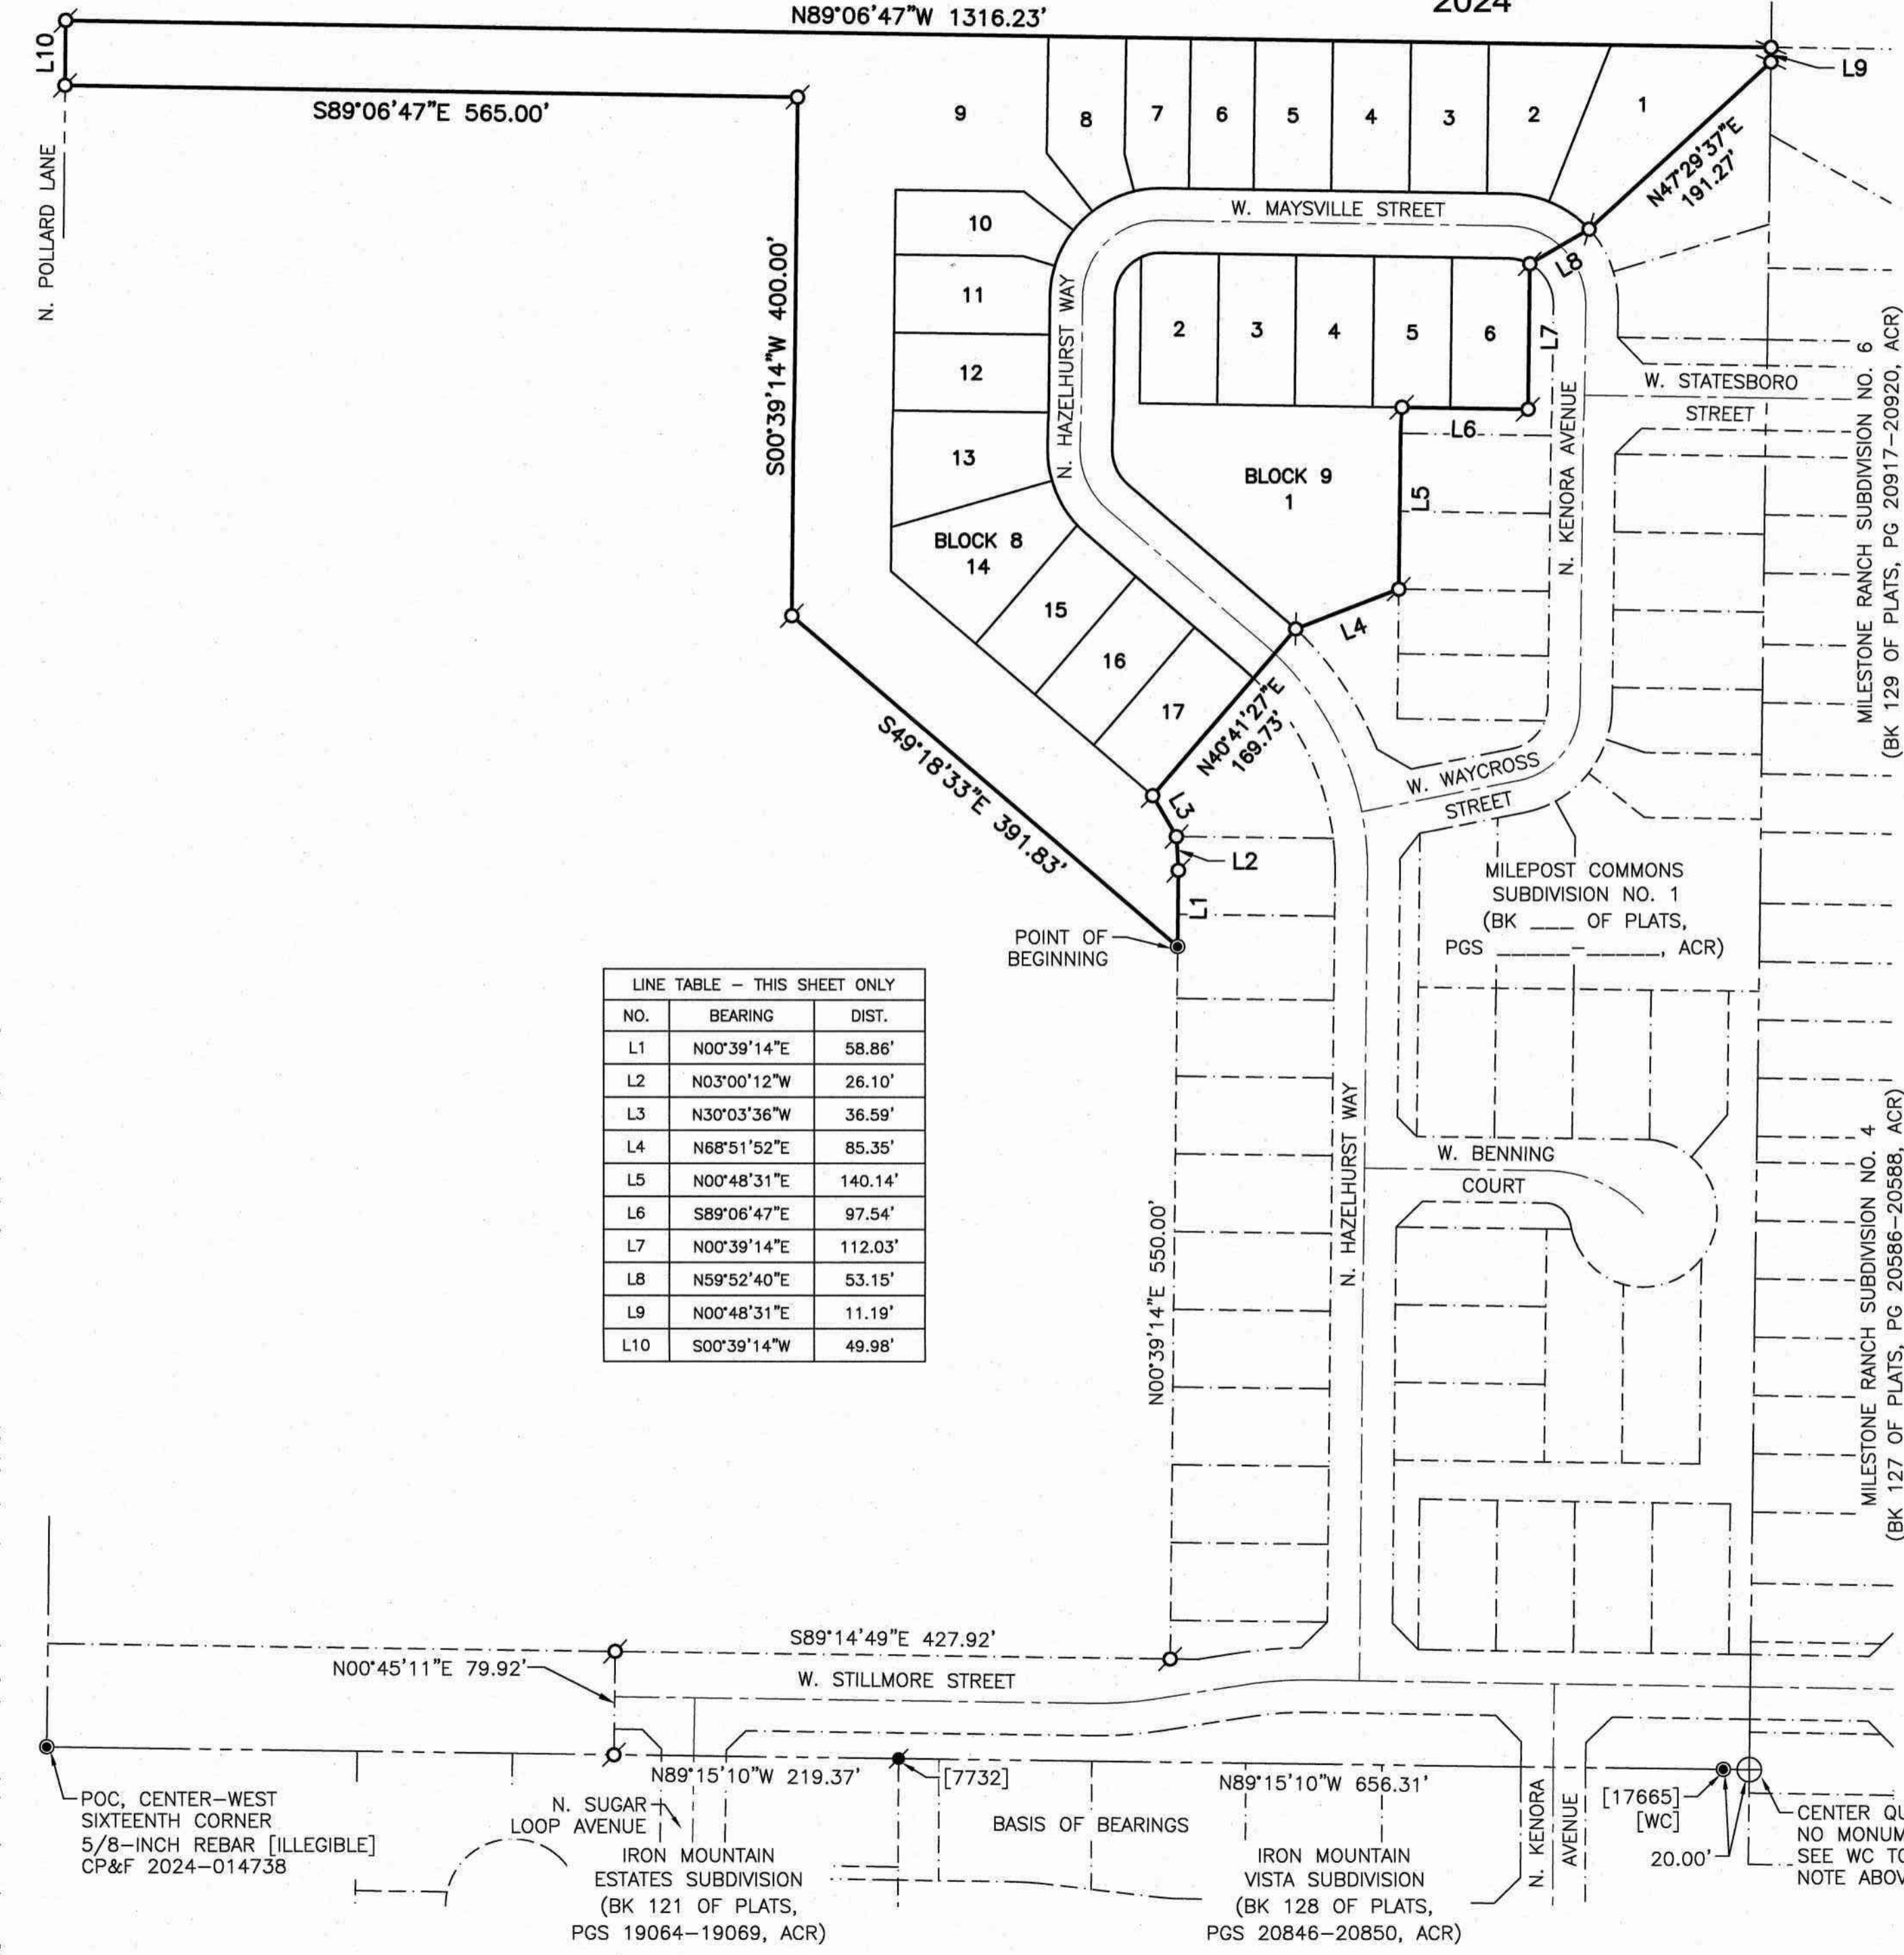 2024
N89°06'47"W 1316.23'
L10
L9
S89°06'47"E 565.00'
N. POLLARD LANE
9
8
7
6
5
4
3
2
1
N47°29'37"E
191.27'
W. MAYSVILLE STREET
10
L8
11
S00°39'14"W 400.00'
N. HAZELHURST WAY
2
3
4
5
6
L7
12
W. STATESBORO
STREET
L6
N. KENORA AVENUE
13
BLOCK 9
1
L5
MILESTONE RANCH SUBDIVISION NO. 6
(BK 129 OF PLATS, PG 20917-20920, ACR)
BLOCK 8
14
15
L4
16
17
N40°41'27"E
169.73'
S49°18'33"E 391.83'
W. WAYCROSS
STREET
L3
L2
L1
MILEPOST COMMONS
SUBDIVISION NO. 1
(BK ___ OF PLATS,
PGS _____-_____, ACR)
POINT OF
BEGINNING
LINE TABLE – THIS SHEET ONLY
NO. BEARING DIST.
L1 N00°39'14"E 58.86'
L2 N03°00'12"W 26.10'
L3 N30°03'36"W 36.59'
L4 N68°51'52"E 85.35'
L5 N00°48'31"E 140.14'
L6 S89°06'47"E 97.54'
L7 N00°39'14"E 112.03'
L8 N59°52'40"E 53.15'
L9 N00°48'31"E 11.19'
L10 S00°39'14"W 49.98'
N. HAZELHURST WAY
W. BENNING
COURT
N00°39'14"E 550.00'
MILESTONE RANCH SUBDIVISION NO. 4
(BK 127 OF PLATS, PG 20586-20588, ACR)
S89°14'49"E 427.92'
N00°45'11"E 79.92'
W. STILLMORE STREET
N89°15'10"W 219.37'
[7732]
N89°15'10"W 656.31'
POC, CENTER-WEST
SIXTEENTH CORNER
5/8-INCH REBAR [ILLEGIBLE]
CP&F 2024-014738
N. SUGAR
LOOP AVENUE
BASIS OF BEARINGS
IRON MOUNTAIN
ESTATES SUBDIVISION
(BK 121 OF PLATS,
PGS 19064-19069, ACR)
IRON MOUNTAIN
VISTA SUBDIVISION
(BK 128 OF PLATS,
PGS 20846-20850, ACR)
N. KENORA
AVENUE
[17665]
[WC]
20.00'
CENTER
NO
SEE WC
NOTE